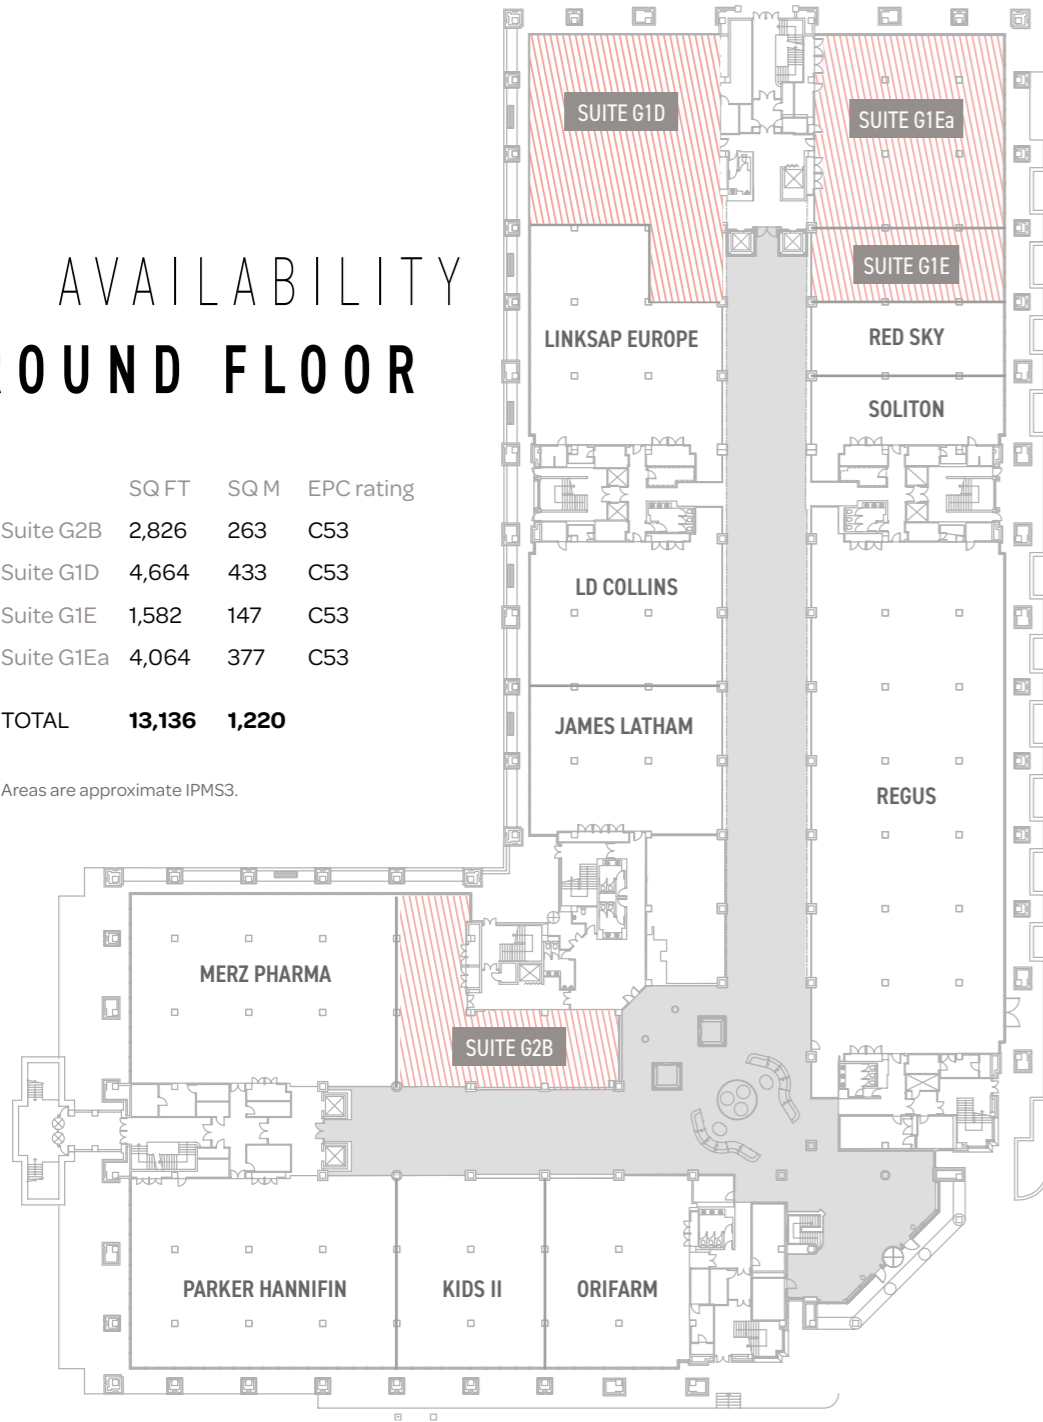 AVAILABILITY
ROUND FLOOR
SQ FT SQ M EPC rating
Suite G2B 2,826 263 C53
Suite G1D 4,664 433 C53
Suite G1E 1,582 147 C53
Suite G1Ea 4,064 377 C53
TOTAL 13,136 1,220
Areas are approximate IPMS3.
SUITE G1D
SUITE G1Ea
SUITE G1E
LINKSAP EUROPE
RED SKY
SOLITON
LD COLLINS
JAMES LATHAM
REGUS
MERZ PHARMA
SUITE G2B
PARKER HANNIFIN
KIDS II
ORIFARM